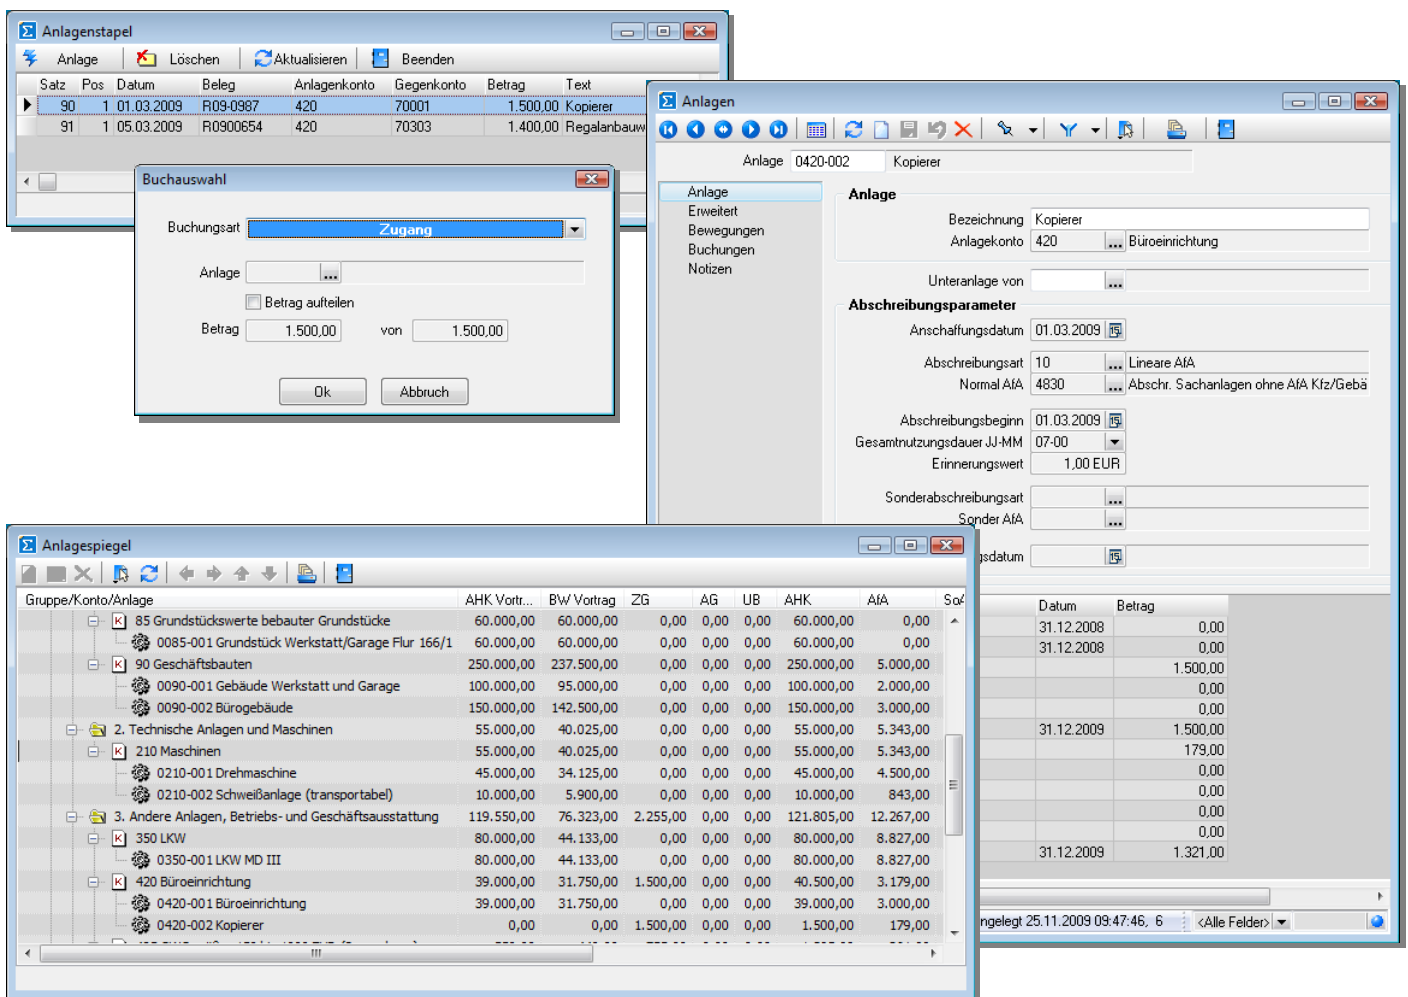 Anlagenstapel
Anlage Löschen Aktualisieren Beenden
Satz Pos Datum Beleg Anlagenkonto Gegenkonto Betrag Text
90 1 01.03.2009 R09-0987 420 70001 1.500,00 Kopierer
91 1 05.03.2009 R0900654 420 70303 1.400,00 Regalanbauw
Buchauswahl
Buchungsart Zugang
Anlage ...
Betrag aufteilen
Betrag 1.500,00 von 1.500,00
Ok Abbruch
Anlagen
Anlage 0420-002 Kopierer
Anlage
Erweitert
Bewegungen
Buchungen
Notizen
Anlage
Bezeichnung Kopierer
Anlagekonto 420 ... Büroeinrichtung
Unteranlage von ...
Abschreibungsparameter
Anschaffungsdatum 01.03.2009 15
Abschreibungsart 10 ... Lineare AfA
Normal AfA 4830 ... Abschr. Sachanlagen ohne AfA Kfz/Gebä
Abschreibungsbeginn 01.03.2009 15
Gesamtnutzungsdauer JJ-MM 07-00
Erinnerungswert 1,00 EUR
Sonderabschreibungsart ...
Sonder AfA ...
gsdatum 15
Datum Betrag
31.12.2008 0,00
31.12.2008 0,00
1.500,00
0,00
0,00
31.12.2009 1.500,00
179,00
0,00
0,00
0,00
0,00
31.12.2009 1.321,00
ngelegt 25.11.2009 09:47:46, 6 <Alle Felder>
Anlagespiegel
Gruppe/Konto/Anlage AHK Vortr... BW Vortrag ZG AG UB AHK AfA SoA
K 85 Grundstückswerte bebauter Grundstücke 60.000,00 60.000,00 0,00 0,00 0,00 60.000,00 0,00
0085-001 Grundstück Werkstatt/Garage Flur 166/1 60.000,00 60.000,00 0,00 0,00 0,00 60.000,00 0,00
K 90 Geschäftsbauten 250.000,00 237.500,00 0,00 0,00 0,00 250.000,00 5.000,00
0090-001 Gebäude Werkstatt und Garage 100.000,00 95.000,00 0,00 0,00 0,00 100.000,00 2.000,00
0090-002 Bürogebäude 150.000,00 142.500,00 0,00 0,00 0,00 150.000,00 3.000,00
2. Technische Anlagen und Maschinen 55.000,00 40.025,00 0,00 0,00 0,00 55.000,00 5.343,00
K 210 Maschinen 55.000,00 40.025,00 0,00 0,00 0,00 55.000,00 5.343,00
0210-001 Drehmaschine 45.000,00 34.125,00 0,00 0,00 0,00 45.000,00 4.500,00
0210-002 Schweißanlage (transportabel) 10.000,00 5.900,00 0,00 0,00 0,00 10.000,00 843,00
3. Andere Anlagen, Betriebs- und Geschäftsausstattung 119.550,00 76.323,00 2.255,00 0,00 0,00 121.805,00 12.267,00
K 350 LKW 80.000,00 44.133,00 0,00 0,00 0,00 80.000,00 8.827,00
0350-001 LKW MD III 80.000,00 44.133,00 0,00 0,00 0,00 80.000,00 8.827,00
K 420 Büroeinrichtung 39.000,00 31.750,00 1.500,00 0,00 0,00 40.500,00 3.179,00
0420-001 Büroeinrichtung 39.000,00 31.750,00 0,00 0,00 0,00 39.000,00 3.000,00
0420-002 Kopierer 0,00 0,00 1.500,00 0,00 0,00 1.500,00 179,00